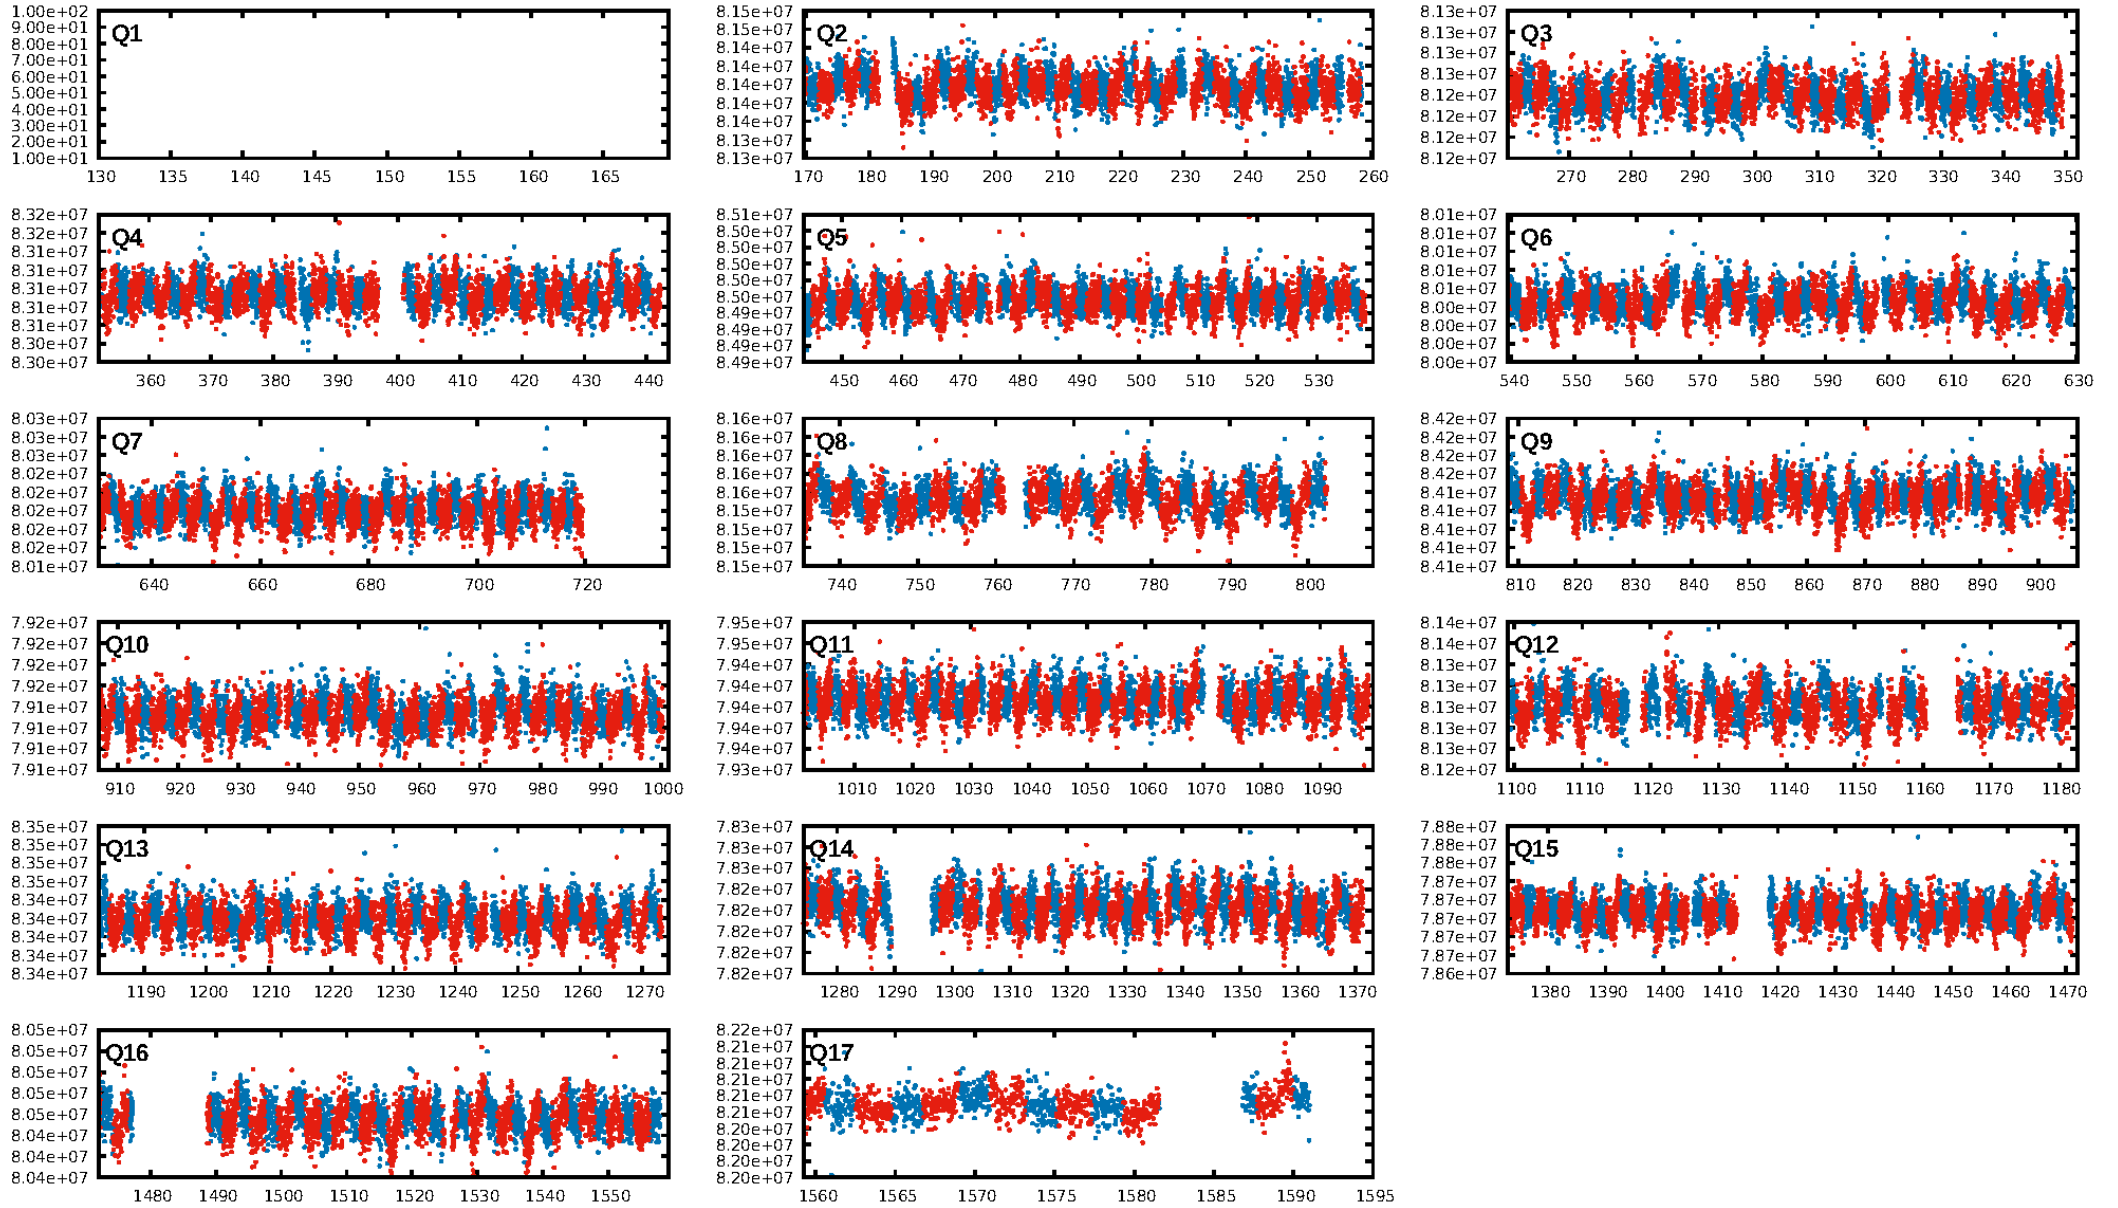 1.00e+02
9.00e+01
8.00e+01
7.00e+01
6.00e+01
5.00e+01
4.00e+01
3.00e+01
2.00e+01
1.00e+01
Q1
130 135 140 145 150 155 160 165
8.15e+07
8.15e+07
8.14e+07
8.14e+07
8.14e+07
8.14e+07
8.14e+07
8.13e+07
8.13e+07
Q2
170 180 190 200 210 220 230 240 250 260
8.13e+07
8.13e+07
8.13e+07
8.13e+07
8.12e+07
8.12e+07
8.12e+07
8.12e+07
Q3
270 280 290 300 310 320 330 340 350
8.32e+07
8.31e+07
8.31e+07
8.31e+07
8.31e+07
8.31e+07
8.31e+07
8.30e+07
8.30e+07
Q4
360 370 380 390 400 410 420 430 440
8.51e+07
8.50e+07
8.50e+07
8.50e+07
8.50e+07
8.50e+07
8.49e+07
8.49e+07
8.49e+07
8.49e+07
Q5
450 460 470 480 490 500 510 520 530
8.01e+07
8.01e+07
8.01e+07
8.01e+07
8.01e+07
8.00e+07
8.00e+07
8.00e+07
8.00e+07
Q6
540 550 560 570 580 590 600 610 620 630
8.03e+07
8.03e+07
8.03e+07
8.02e+07
8.02e+07
8.02e+07
8.02e+07
8.02e+07
8.01e+07
Q7
640 660 680 700 720
8.16e+07
8.16e+07
8.16e+07
8.16e+07
8.16e+07
8.15e+07
8.15e+07
8.15e+07
8.15e+07
Q8
740 750 760 770 780 790 800
8.42e+07
8.42e+07
8.42e+07
8.42e+07
8.41e+07
8.41e+07
8.41e+07
8.41e+07
8.41e+07
Q9
810 820 830 840 850 860 870 880 890 900
7.92e+07
7.92e+07
7.92e+07
7.92e+07
7.91e+07
7.91e+07
7.91e+07
7.91e+07
Q10
910 920 930 940 950 960 970 980 990 1000
7.95e+07
7.95e+07
7.94e+07
7.94e+07
7.94e+07
7.94e+07
7.94e+07
7.93e+07
Q11
1010 1020 1030 1040 1050 1060 1070 1080 1090
8.14e+07
8.14e+07
8.13e+07
8.13e+07
8.13e+07
8.13e+07
8.13e+07
8.12e+07
Q12
1100 1110 1120 1130 1140 1150 1160 1170 1180
8.35e+07
8.35e+07
8.35e+07
8.35e+07
8.34e+07
8.34e+07
8.34e+07
8.34e+07
8.34e+07
Q13
1190 1200 1210 1220 1230 1240 1250 1260 1270
7.83e+07
7.83e+07
7.83e+07
7.82e+07
7.82e+07
7.82e+07
7.82e+07
7.82e+07
Q14
1280 1290 1300 1310 1320 1330 1340 1350 1360 1370
7.88e+07
7.88e+07
7.88e+07
7.87e+07
7.87e+07
7.87e+07
7.87e+07
7.87e+07
7.86e+07
Q15
1380 1390 1400 1410 1420 1430 1440 1450 1460 1470
8.05e+07
8.05e+07
8.05e+07
8.05e+07
8.05e+07
8.04e+07
8.04e+07
8.04e+07
Q16
1480 1490 1500 1510 1520 1530 1540 1550
8.22e+07
8.21e+07
8.21e+07
8.21e+07
8.21e+07
8.21e+07
8.20e+07
8.20e+07
8.20e+07
8.20e+07
Q17
1560 1565 1570 1575 1580 1585 1590 1595